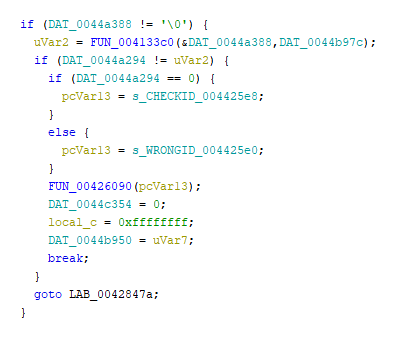 if (DAT_0044a388 != '\0') {
uVar2 = FUN_004133c0(&DAT_0044a388,DAT_0044b97c);
if (DAT_0044a294 != uVar2) {
if (DAT_0044a294 == 0) {
pcVar13 = s_CHECKID_004425e8;
}
else {
pcVar13 = s_WRONGID_004425e0;
}
FUN_00426090(pcVar13);
DAT_0044c354 = 0;
local_c = 0xffffffff;
DAT_0044b950 = uVar7;
break;
}
goto LAB_0042847a;
}